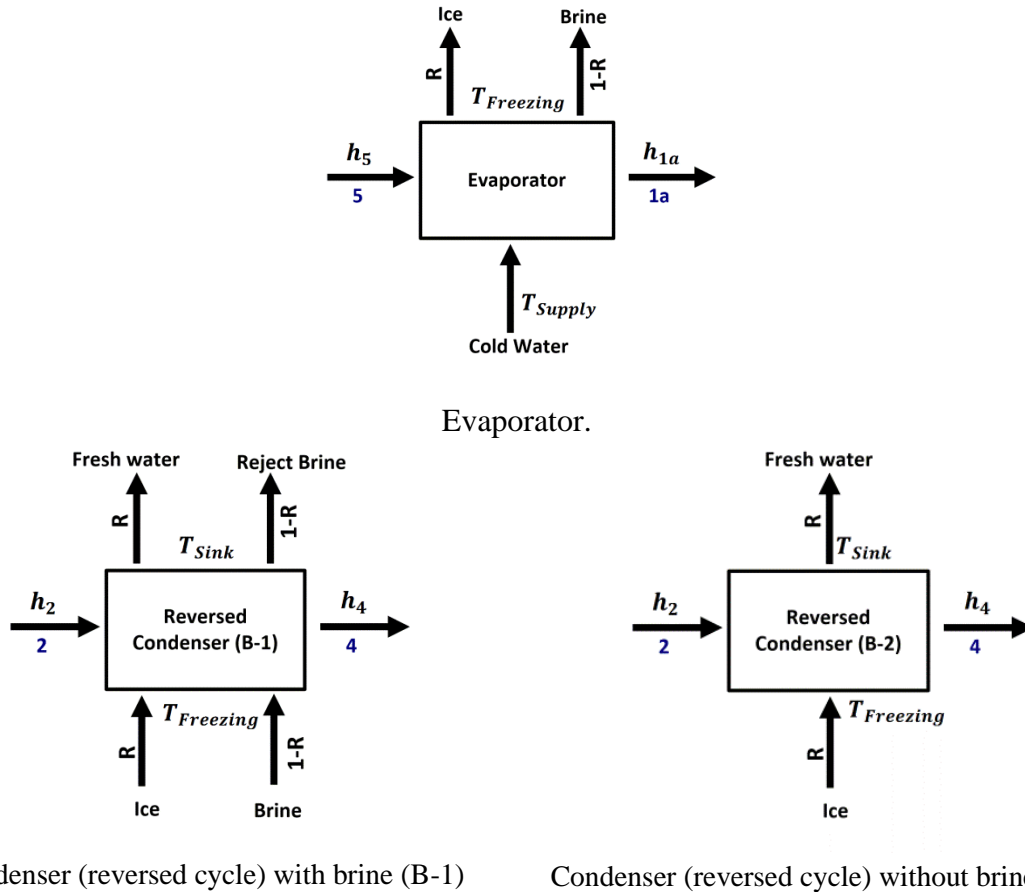 Ice Brine
R 1-R
T_Freezing
h_5 h_1a
Evaporator
5 1a
T_Supply
Cold Water
Evaporator.
Fresh water Reject Brine
R 1-R
T_Sink
h_2 h_4
Reversed
Condenser (B-1)
2 4
T_Freezing
R 1-R
Ice Brine
denser (reversed cycle) with brine (B-1)
Fresh water
R
T_Sink
h_2 h_4
Reversed
Condenser (B-2)
2 4
T_Freezing
R
Ice
Condenser (reversed cycle) without brine